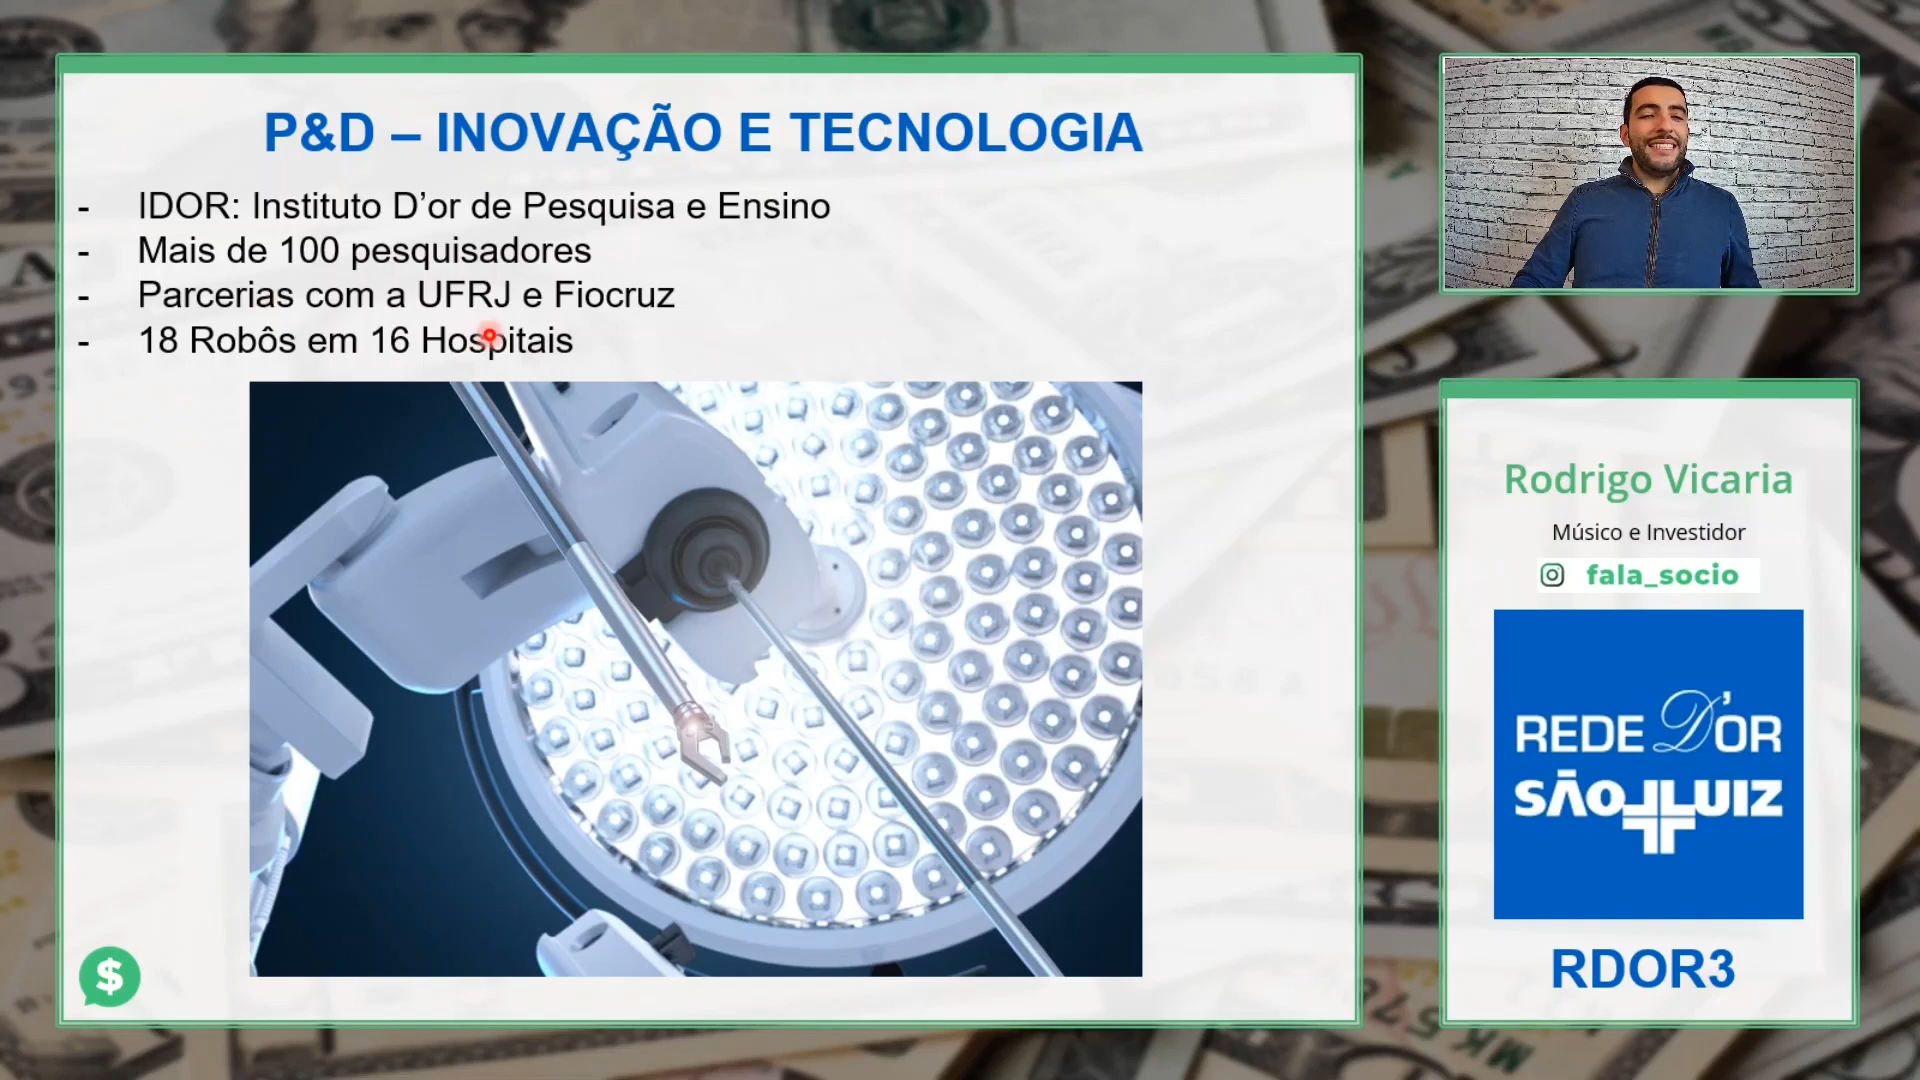 P&D – INOVAÇÃO E TECNOLOGIA
- IDOR: Instituto D’or de Pesquisa e Ensino
- Mais de 100 pesquisadores
- Parcerias com a UFRJ e Fiocruz
- 18 Robôs em 16 Hospitais
$
Rodrigo Vicaria
Músico e Investidor
fala_socio
REDE D'OR
SÃO LUIZ
RDOR3